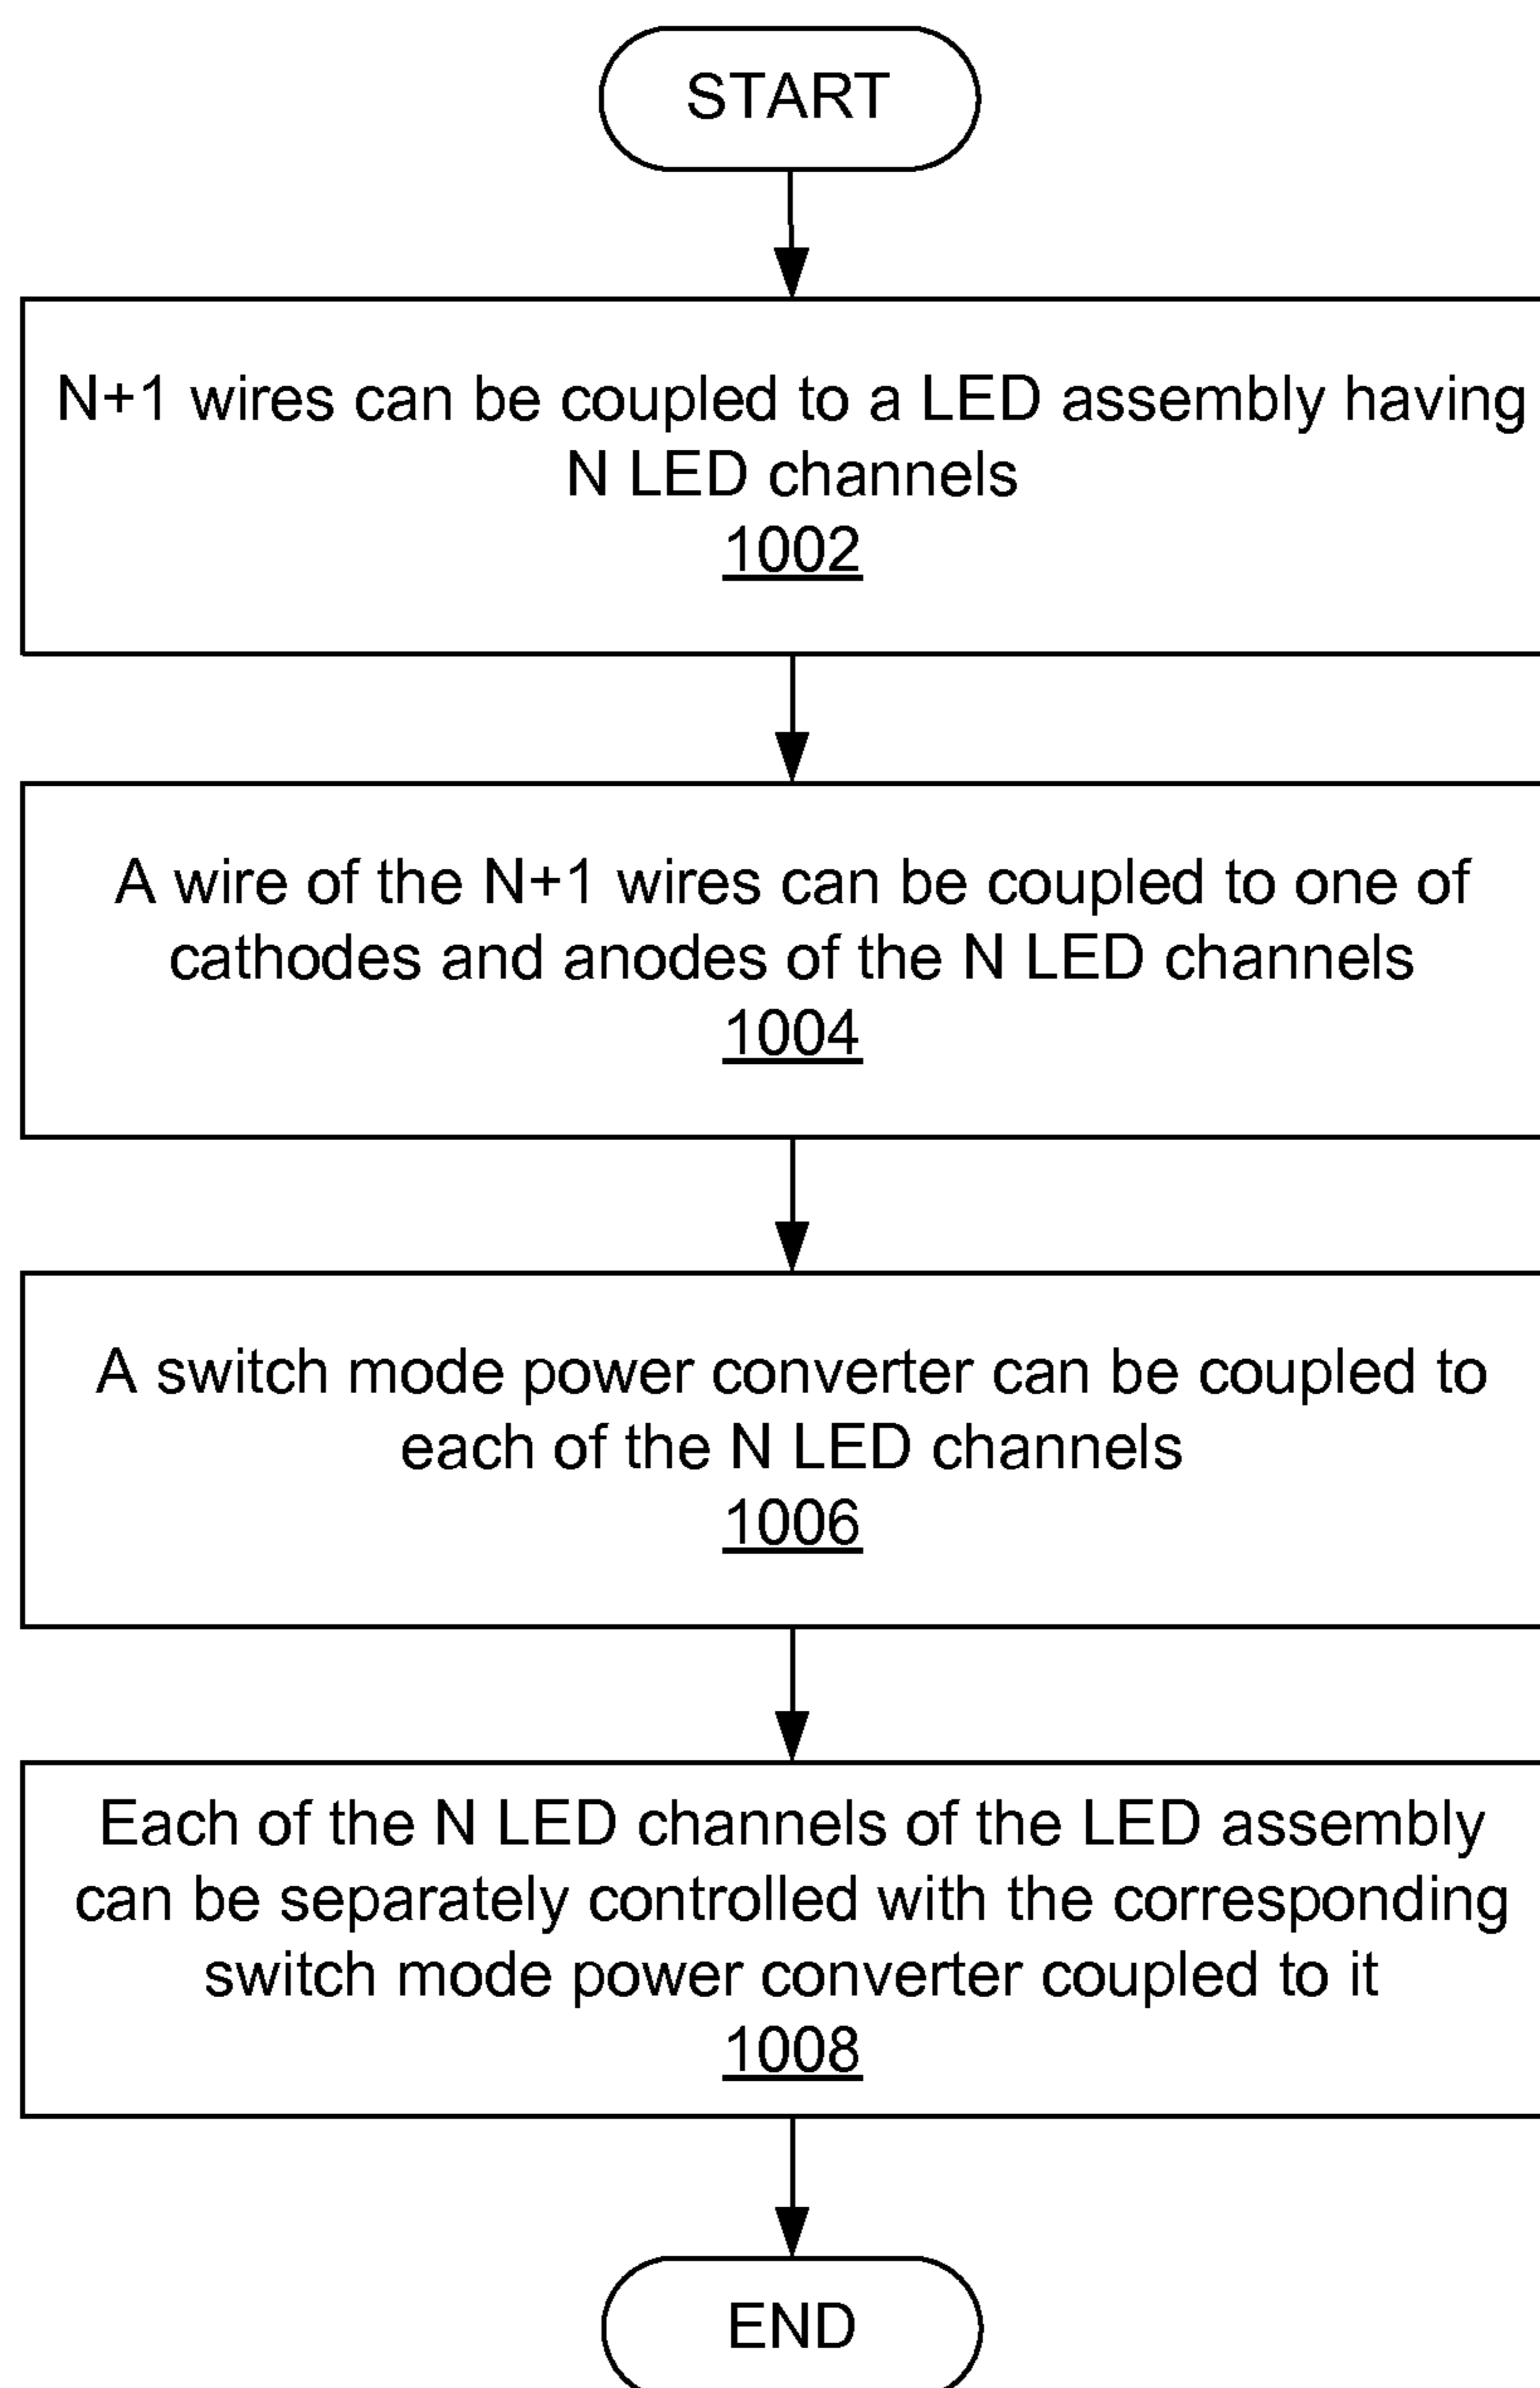 START
N+1 wires can be coupled to a LED assembly having
N LED channels
1002
A wire of the N+1 wires can be coupled to one of
cathodes and anodes of the N LED channels
1004
A switch mode power converter can be coupled to
each of the N LED channels
1006
Each of the N LED channels of the LED assembly
can be separately controlled with the corresponding
switch mode power converter coupled to it
1008
END